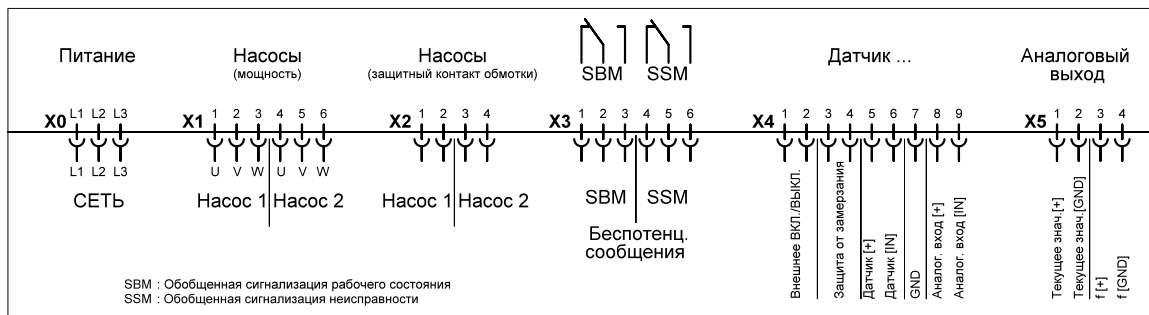 Питание
Насосы
(мощность)
Насосы
(защитный контакт обмотки)
SBM SSM
Датчик ...
Аналоговый
выход
X0 L1 L2 L3
X1 1 2 3 4 5 6
X2 1 2 3 4
X3 1 2 3 4 5 6
X4 1 2 3 4 5 6 7 8 9
X5 1 2 3 4
L1 L2 L3
U V W U V W
СЕТЬ
Насос 1 Насос 2
Насос 1 Насос 2
SBM SSM
Беспотенц.
сообщения
Внешнее ВКЛ./ВЫКЛ.
Защита от замерзания
Датчик [+]
Датчик [IN]
GND
Аналог. вход [+]
Аналог. вход [IN]
Текущее знач.[+]
Текущее знач.[GND]
f [+]
f [GND]
SBM : Обобщенная сигнализация рабочего состояния
SSM : Обобщенная сигнализация неисправности